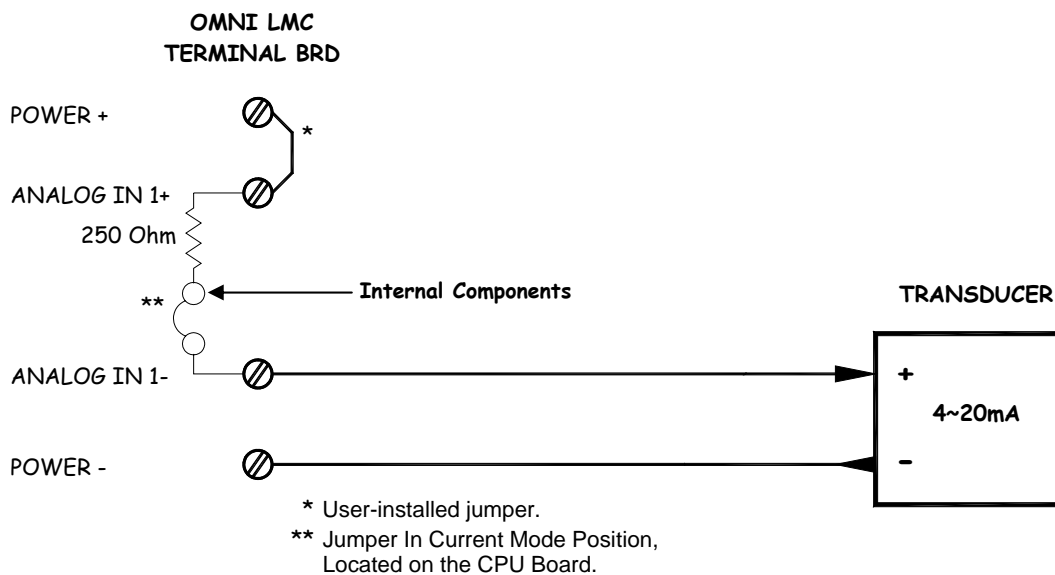 OMNI LMC
TERMINAL BRD
POWER +
*
ANALOG IN 1+
250 Ohm
**
Internal Components
TRANSDUCER
ANALOG IN 1-
+
4~20mA
POWER -
-
* User-installed jumper.
** Jumper In Current Mode Position,
Located on the CPU Board.